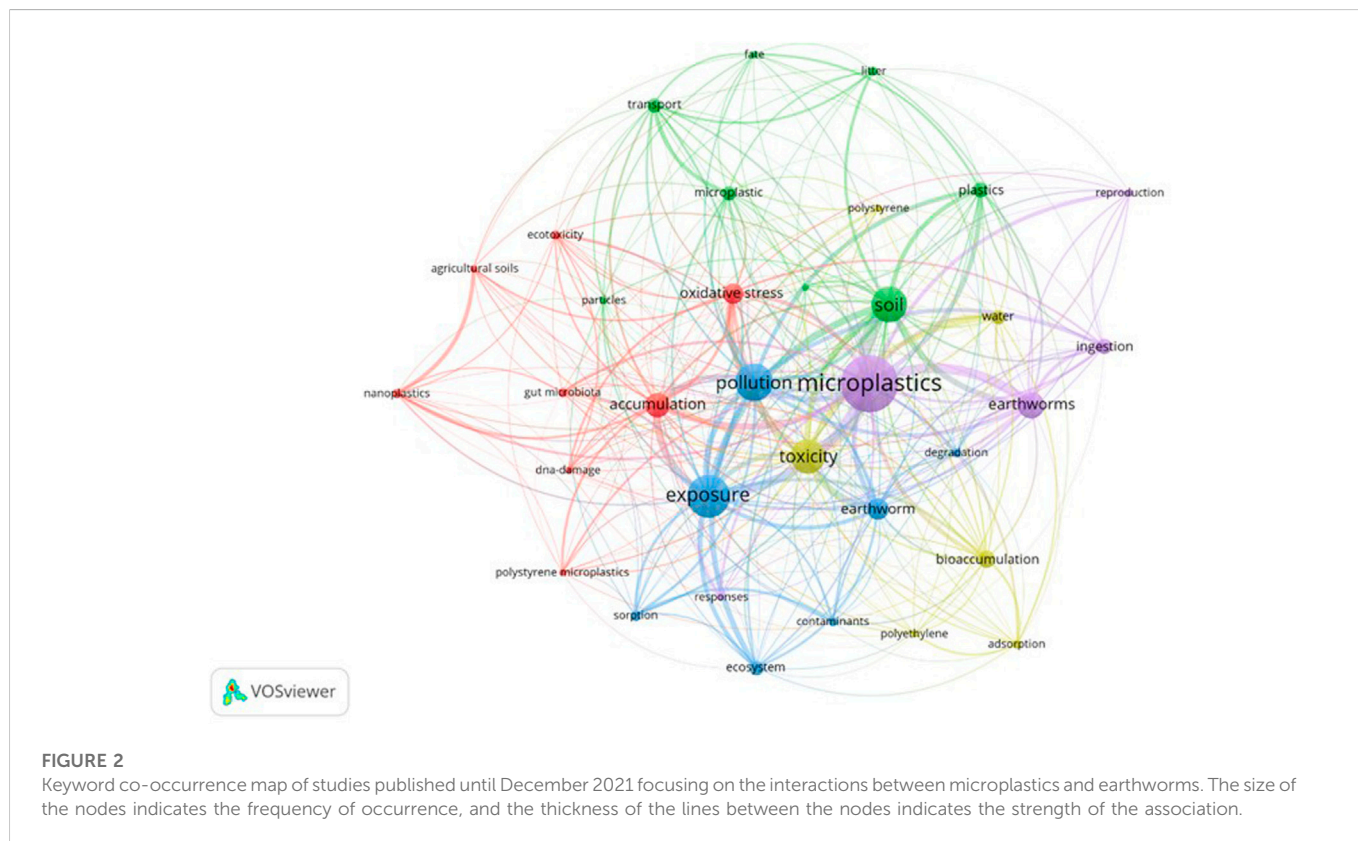 fate
litter
transport
microplastic
plastics
reproduction
polystyrene
ecotoxicity
agricultural soils
particles
oxidative stress
soil
water
ingestion
pollution
microplastics
nanoplastics
gut microbiota
accumulation
earthworms
toxicity
degradation
dna-damage
exposure
earthworm
bioaccumulation
polystyrene microplastics
responses
sorption
contaminants
polyethylene
adsorption
ecosystem
VOSviewer
FIGURE 2
Keyword co-occurrence map of studies published until December 2021 focusing on the interactions between microplastics and earthworms. The size of
the nodes indicates the frequency of occurrence, and the thickness of the lines between the nodes indicates the strength of the association.